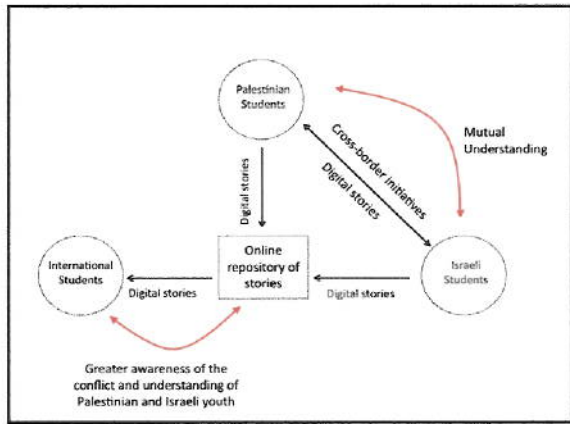 Palestinian
Students
Mutual
Understanding
Cross-border initiatives
Digital stories
Digital stories
International
Students
Online
repository of
stories
Israeli
Students
Digital stories
Digital stories
Greater awareness of the
conflict and understanding of
Palestinian and Israeli youth